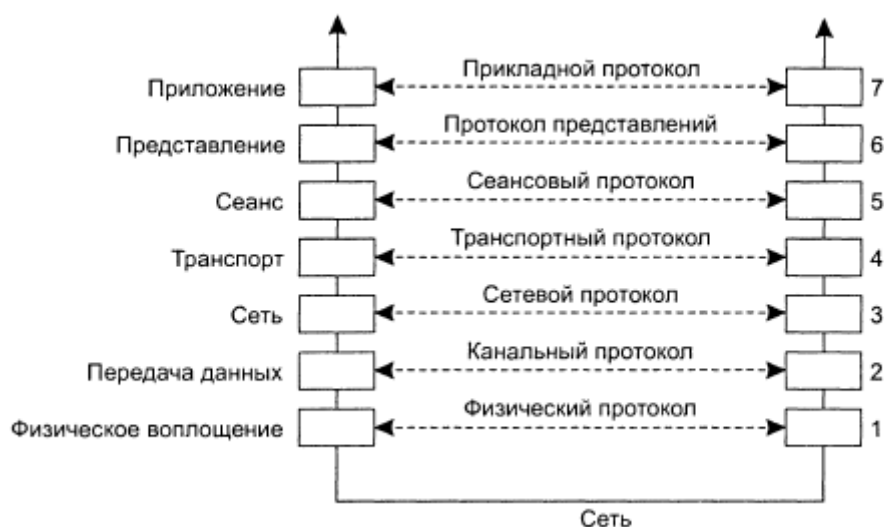 Прикладной протокол
Приложение
7
Протокол представлений
Представление
6
Сеансовый протокол
Сеанс
5
Транспортный протокол
Транспорт
4
Сетевой протокол
Сеть
3
Канальный протокол
Передача данных
2
Физический протокол
Физическое воплощение
1
Сеть